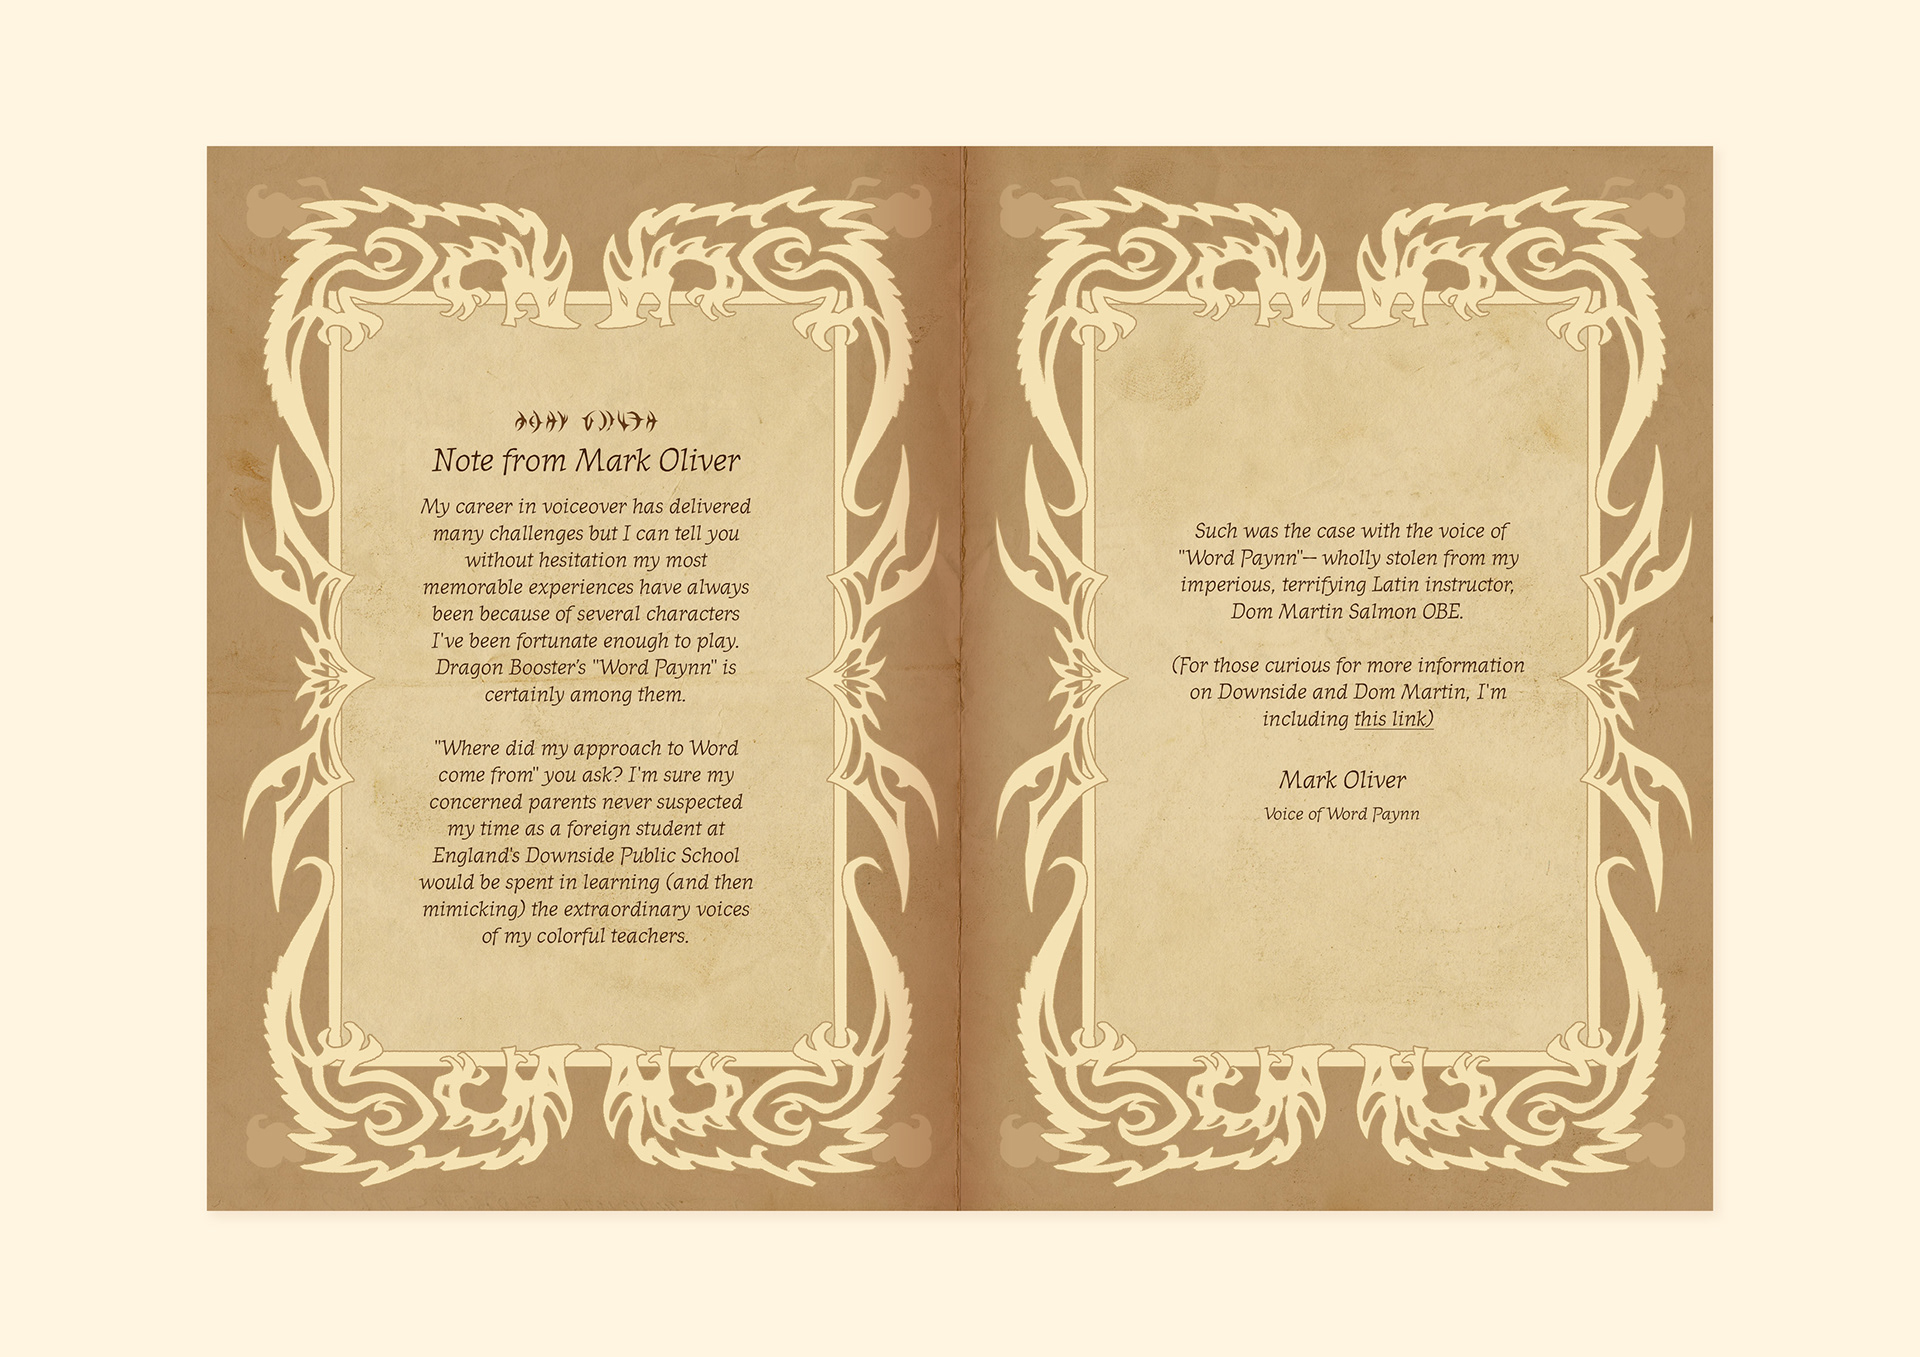 Note from Mark Oliver
My career in voiceover has delivered
many challenges but I can tell you
without hesitation my most
memorable experiences have always
been because of several characters
I've been fortunate enough to play.
Dragon Booster's "Word Paynn" is
certainly among them.
"Where did my approach to Word
come from" you ask? I'm sure my
concerned parents never suspected
my time as a foreign student at
England's Downside Public School
would be spent in learning (and then
mimicking) the extraordinary voices
of my colorful teachers.
Such was the case with the voice of
"Word Paynn"-- wholly stolen from my
imperious, terrifying Latin instructor,
Dom Martin Salmon OBE.
(For those curious for more information
on Downside and Dom Martin, I'm
including this link)
Mark Oliver
Voice of Word Paynn